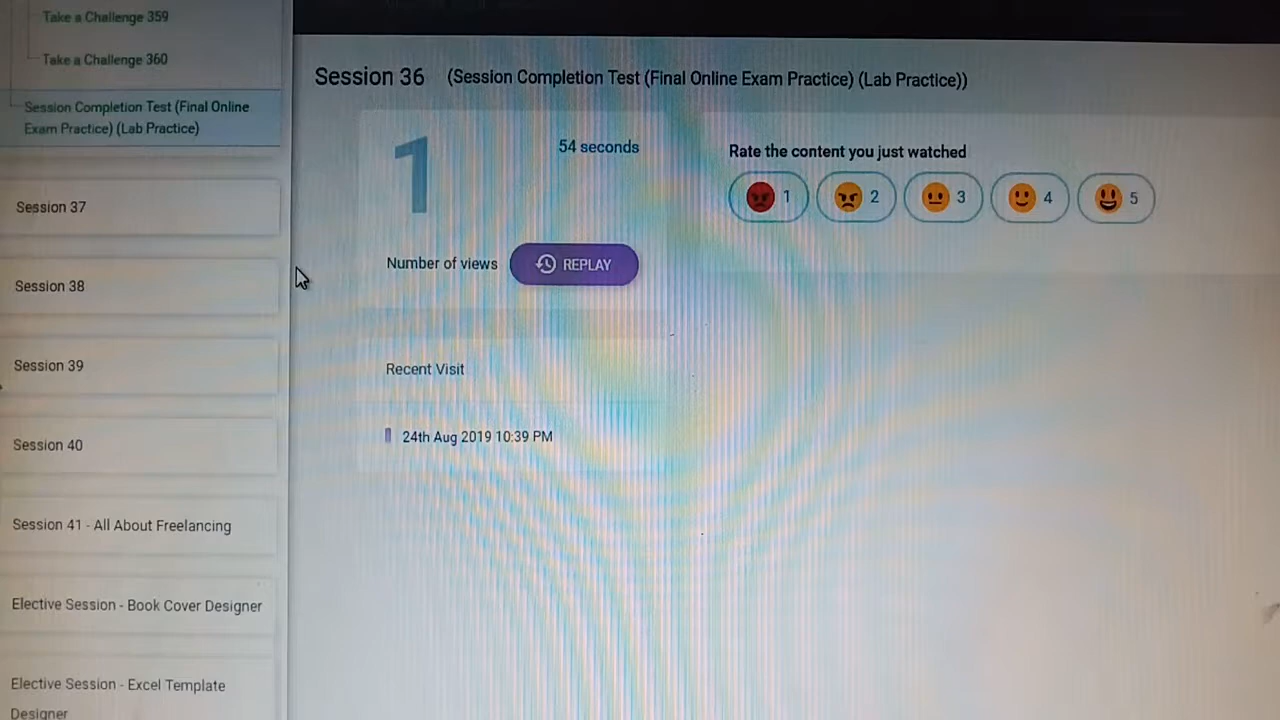 Take a Challenge 359
Take a Challenge 360
Session Completion Test (Final Online
Exam Practice) (Lab Practice)
Session 37
Session 38
Session 39
Session 40
Session 41 - All About Freelancing
Elective Session - Book Cover Designer
Elective Session - Excel Template
Designer
Session 36 (Session Completion Test (Final Online Exam Practice) (Lab Practice))
1
54 seconds
Number of views
REPLAY
Recent Visit
24th Aug 2019 10:39 PM
Rate the content you just watched
1 2 3 4 5